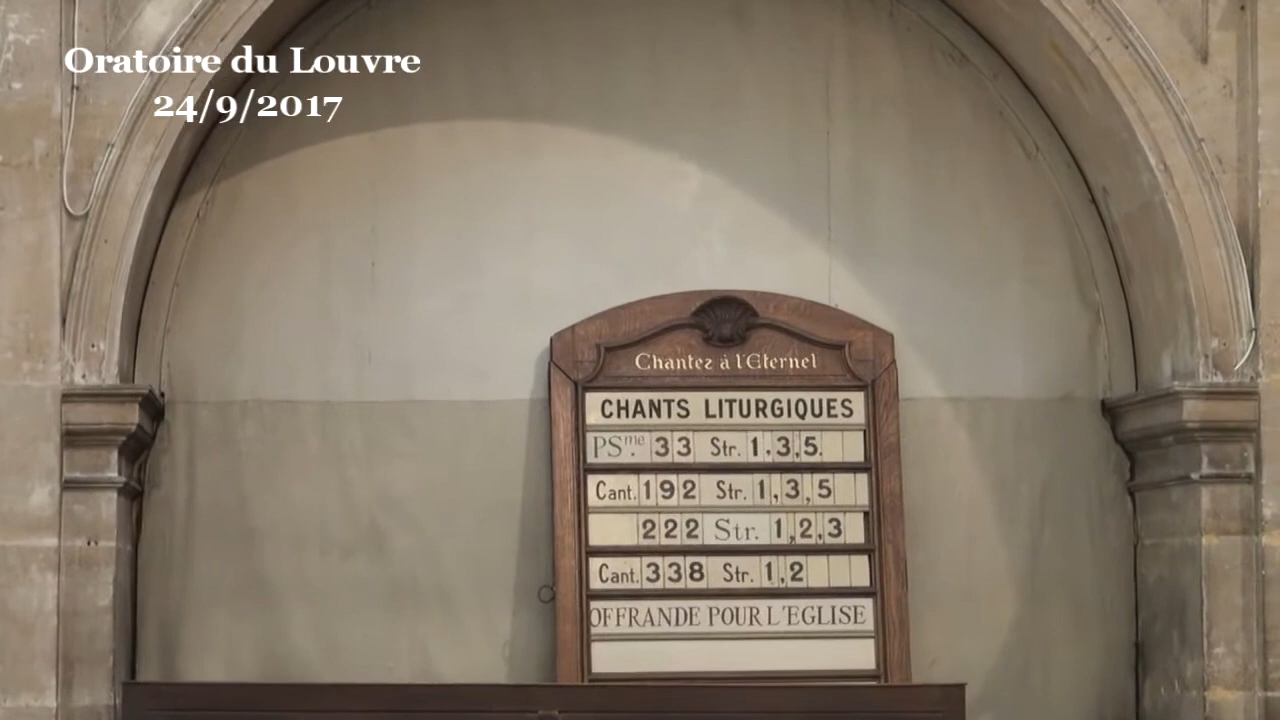 Oratoire du Louvre
24/9/2017
Chantez à l'Eternel
CHANTS LITURGIQUES
PSme. 33 Str. 1,3,5.
Cant. 192 Str. 1,3,5
222 Str. 1,2,3
Cant. 338 Str. 1,2
OFFRANDE POUR L'EGLISE